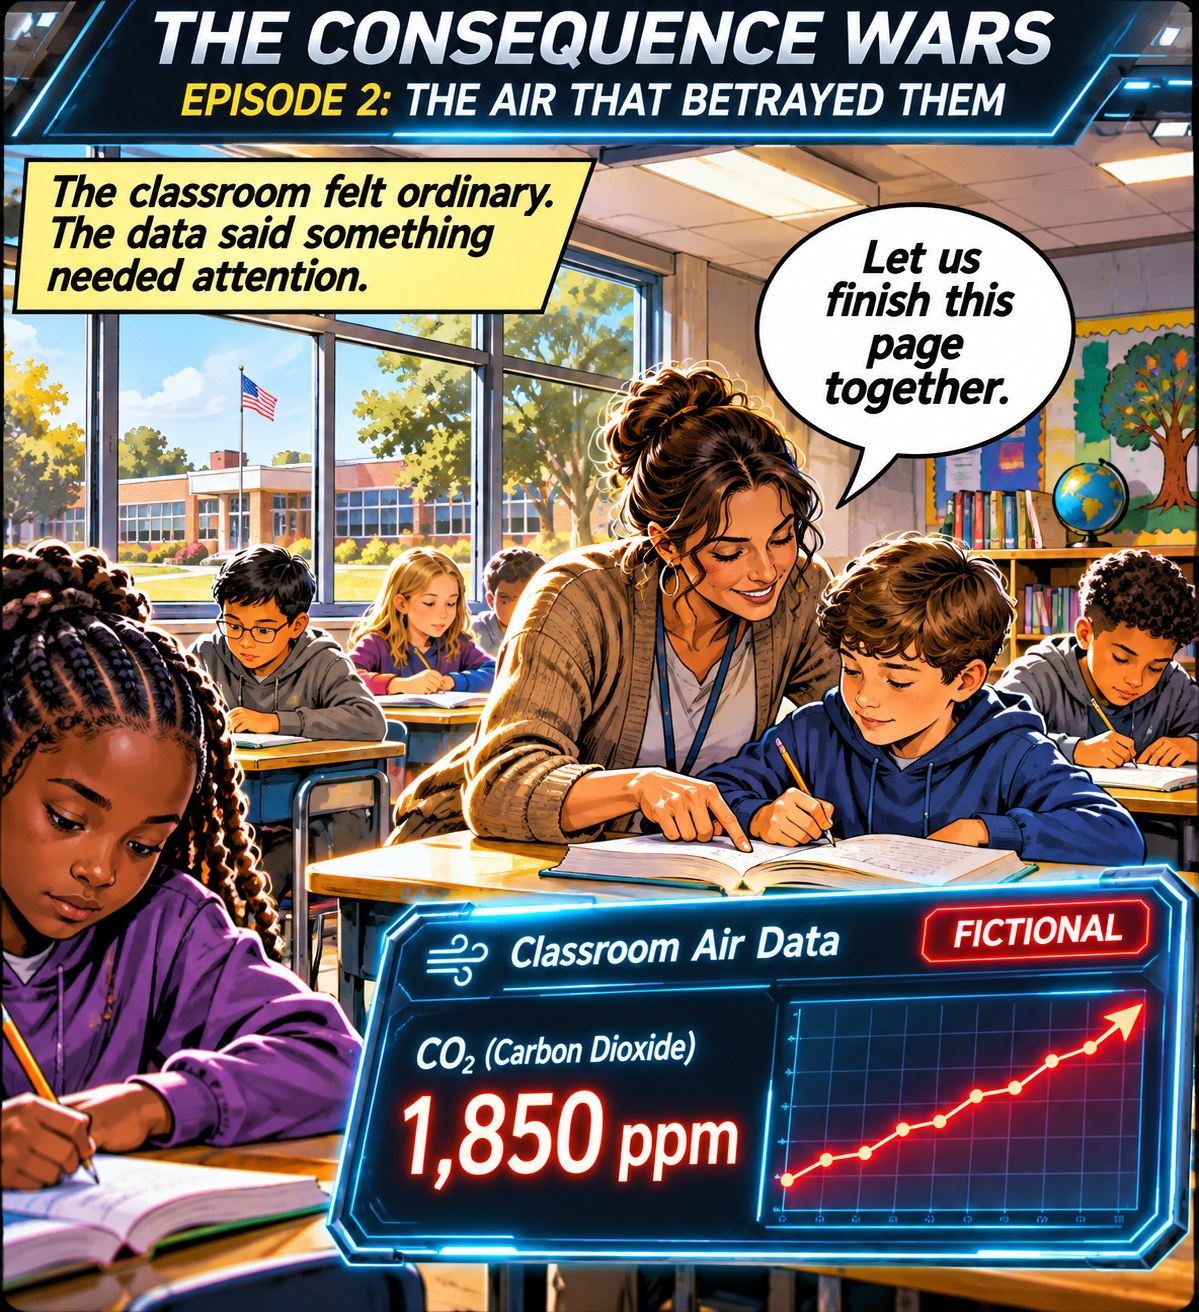 THE CONSEQUENCE WARS
EPISODE 2: THE AIR THAT BETRAYED THEM
The classroom felt ordinary.
The data said something
needed attention.
Let us
finish this
page
together.
Classroom Air Data
FICTIONAL
CO₂ (Carbon Dioxide)
1,850 ppm